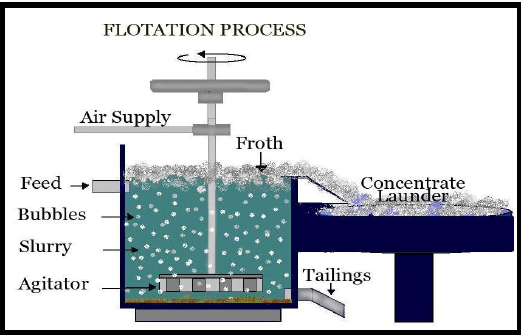 FLOTATION PROCESS
Air Supply
Froth
Feed
Concentrate
Launder
Bubbles
Slurry
Tailings
Agitator